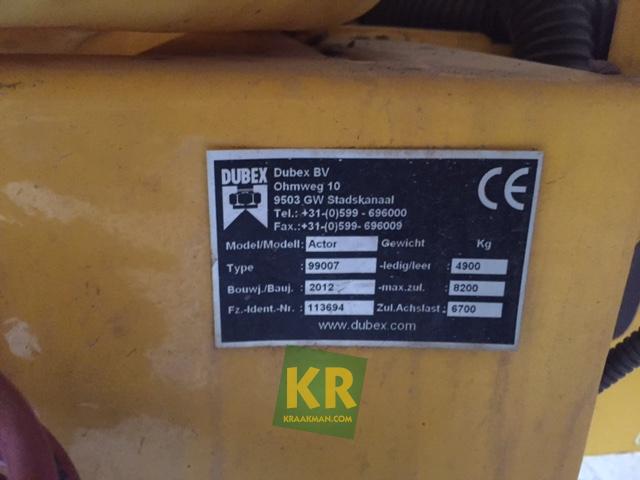 DUBEX
Dubex BV
Ohmweg 10
9503 GW Stadskanaal
Tel.: +31-(0)599 - 696000
Fax.:+31-(0)599- 696009
CE
Model/Modell: Actor Gewicht Kg
Type : 99007 -ledig/leer : 4900
Bouwj./Bauj. : 2012 -max.zul. : 8200
Fz.-Ident.-Nr. : 113694 Zul.Achslast.: 6700
www.dubex.com
KR
KRAAKMAN.COM